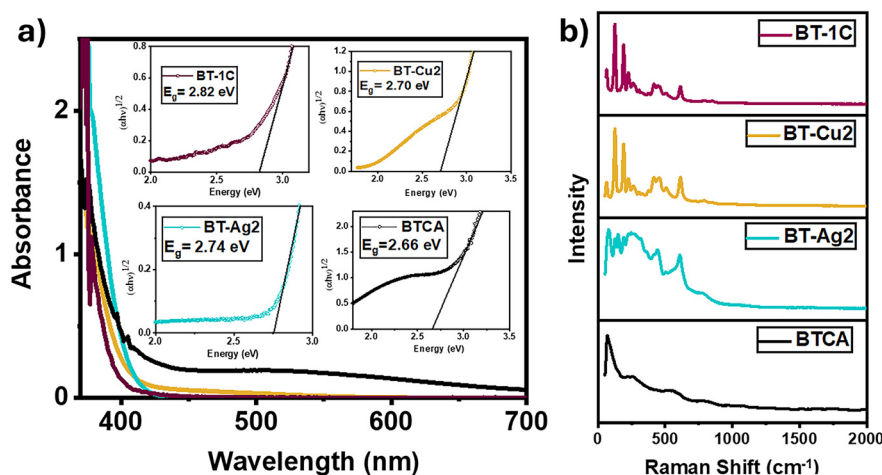 a)
Absorbance
2
1
0
400
500
600
700
Wavelength (nm)
BT-1C
Eg= 2.82 eV
(αhν)1/2
0.8
0.6
0.4
0.2
0.0
2.0
2.5
3.0
Energy (eV)
BT-Cu2
Eg= 2.70 eV
(αhν)1/2
1.2
1.0
0.8
0.6
0.4
0.2
0.0
2.0
2.5
3.0
3.5
Energy (eV)
BT-Ag2
Eg= 2.74 eV
(αhν)1/2
0.4
0.2
0.0
2.0
2.5
3.0
Energy (eV)
BTCA
Eg=2.66 eV
(αhν)1/2
2.0
1.5
1.0
0.5
0.0
2.0
2.5
3.0
3.5
Energy (eV)
b)
Intensity
BT-1C
BT-Cu2
BT-Ag2
BTCA
0
500
1000
1500
2000
Raman Shift (cm-1)